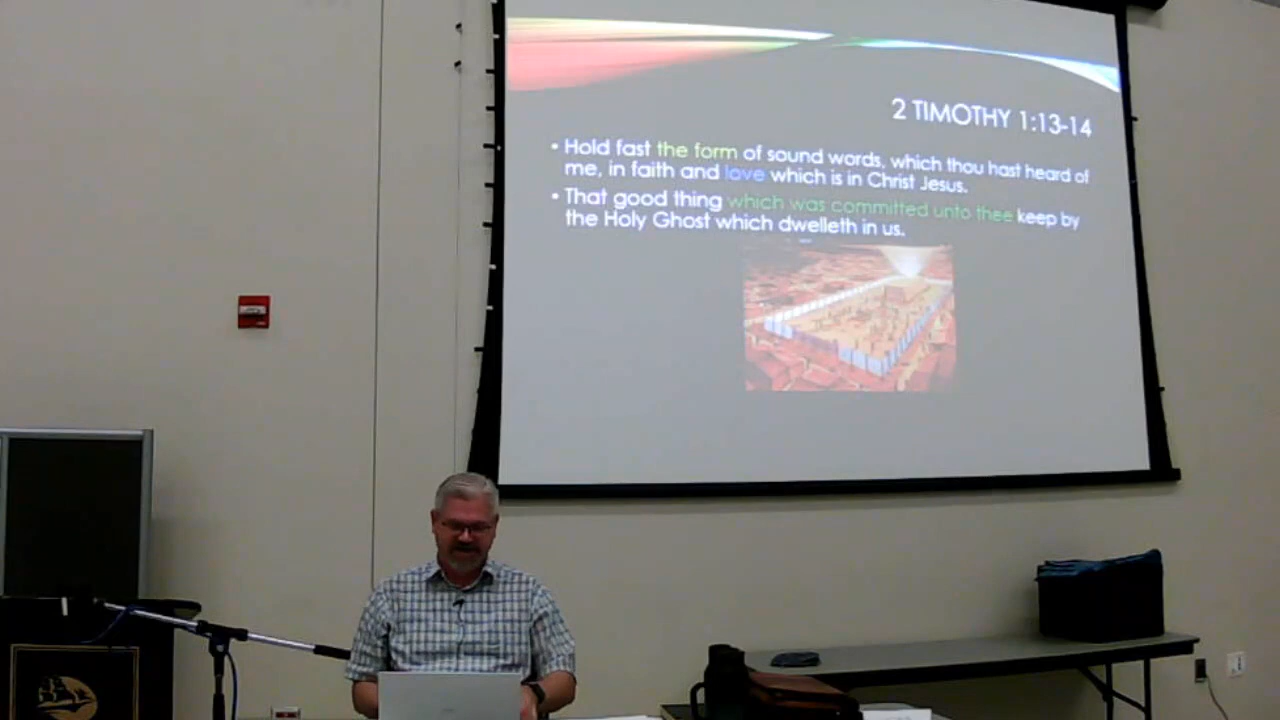 2 TIMOTHY 1:13-14
• Hold fast the form of sound words, which thou hast heard of
me, in faith and love which is in Christ Jesus.
• That good thing which was committed unto thee keep by
the Holy Ghost which dwelleth in us.